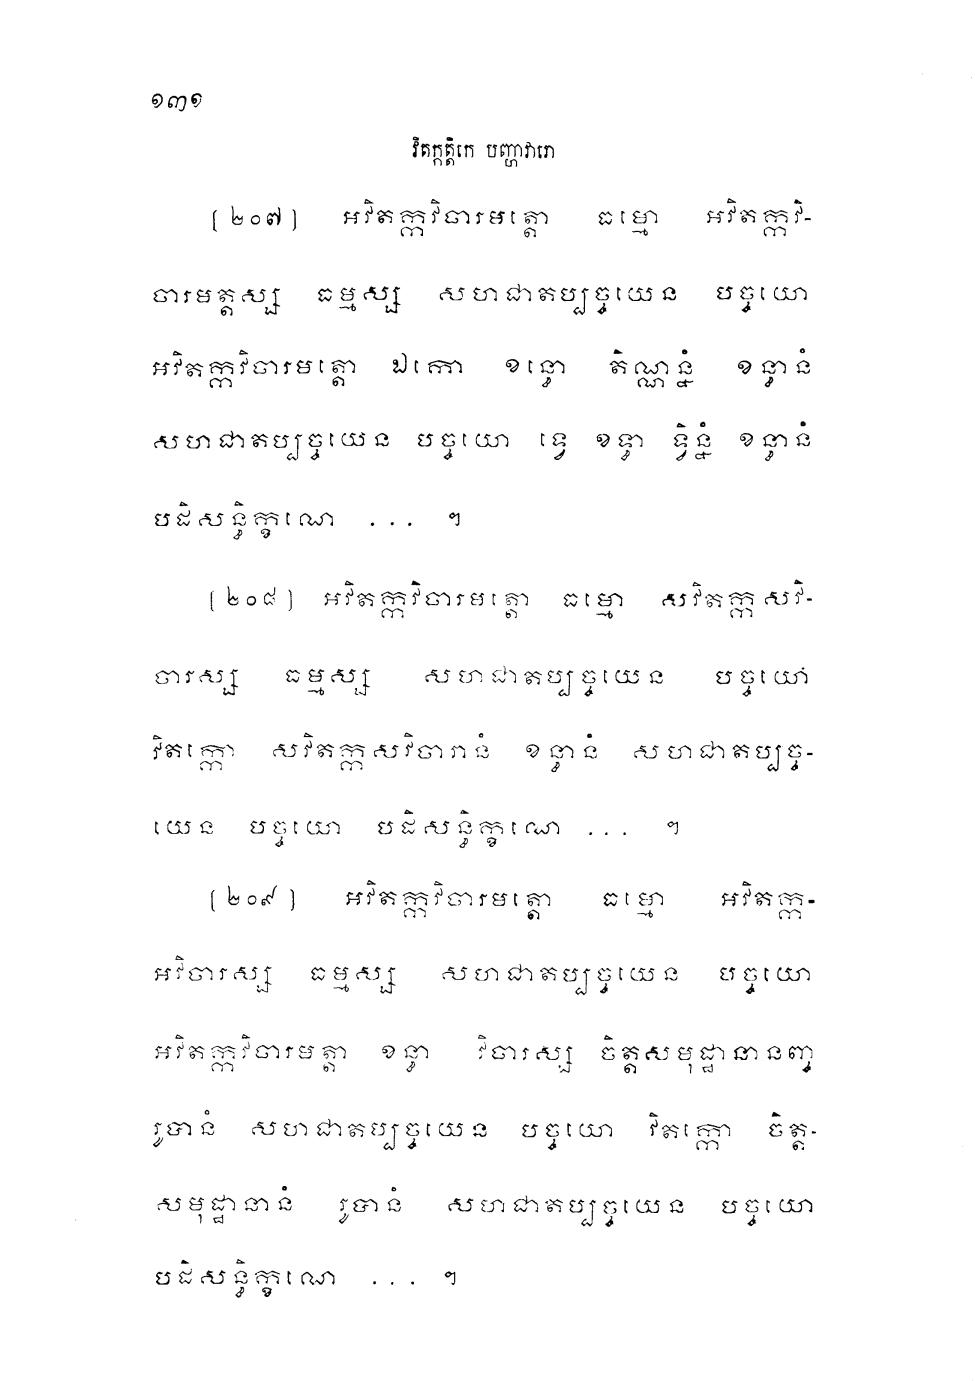 ១៣១
វិតក្កត្តិកេ បញ្ហាវារោ
(២០៧) អវិតក្កវិចារមត្តោ ធម្មោ អវិតក្កវិ-
ចារមត្តស្ស ធម្មស្ស សហជាតប្បច្ចយេន បច្ចយោ
អវិតក្កវិចារមត្តោ ឯកោ ខន្ធោ តិណ្ណន្នំ ខន្ធានំ
សហជាតប្បច្ចយេន បច្ចយោ ទ្វេ ខន្ធា ទ្វិន្នំ ខន្ធានំ
បដិសន្ធិក្ខណេ ... ។
(២០៨) អវិតក្កវិចារមត្តោ ធម្មោ សវិតក្កសវិ-
ចារស្ស ធម្មស្ស សហជាតប្បច្ចយេន បច្ចយោ
វិតក្កោ សវិតក្កសវិចារានំ ខន្ធានំ សហជាតប្បច្ច-
យេន បច្ចយោ បដិសន្ធិក្ខណេ ... ។
(២០៩) អវិតក្កវិចារមត្តោ ធម្មោ អវិតក្ក-
អវិចារស្ស ធម្មស្ស សហជាតប្បច្ចយេន បច្ចយោ
អវិតក្កវិចារមត្តា ខន្ធា វិចារស្ស ចិត្តសមុដ្ឋានានញ្ច
រូបានំ សហជាតប្បច្ចយេន បច្ចយោ វិតក្កោ ចិត្ត-
សមុដ្ឋានានំ រូបានំ សហជាតប្បច្ចយេន បច្ចយោ
បដិសន្ធិក្ខណេ ... ។